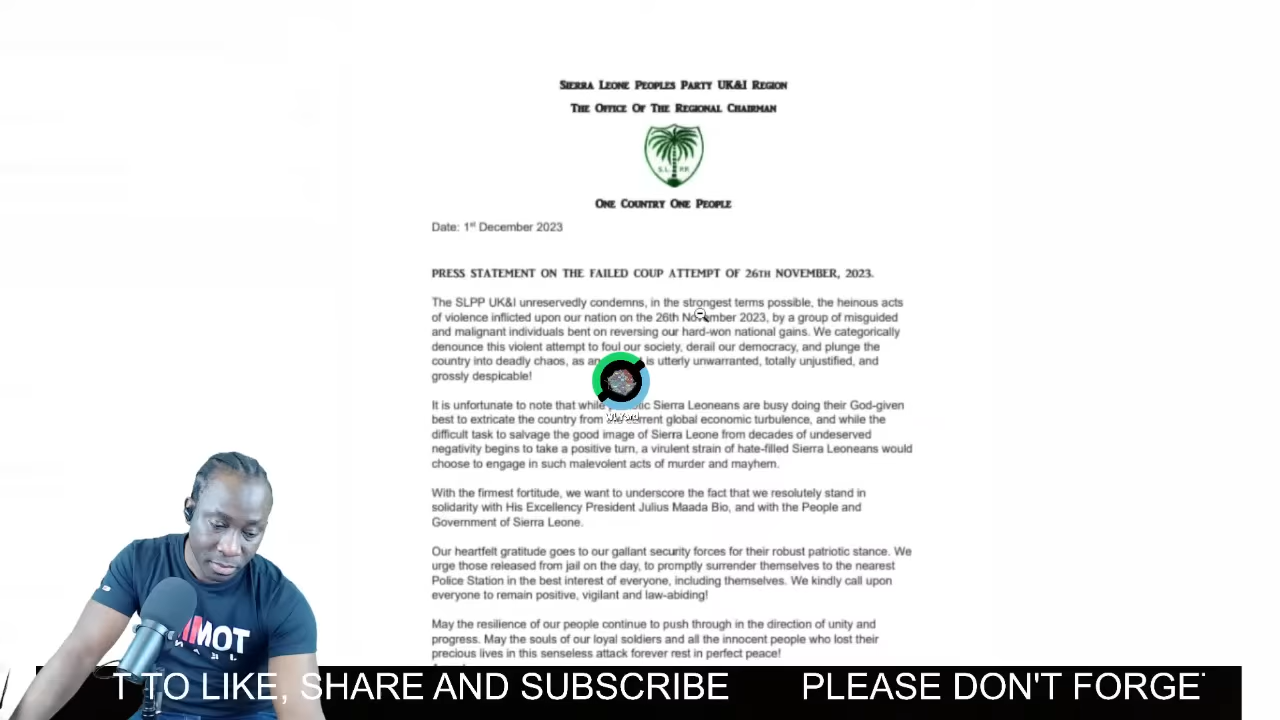 SIERRA LEONE PEOPLES PARTY UK&I REGION
THE OFFICE OF THE REGIONAL CHAIRMAN
S.L.P.P.
ONE COUNTRY ONE PEOPLE
Date: 1st December 2023
PRESS STATEMENT ON THE FAILED COUP ATTEMPT OF 26TH NOVEMBER, 2023.
The SLPP UK&I unreservedly condemns, in the strongest terms possible, the heinous acts
of violence inflicted upon our nation on the 26th November 2023, by a group of misguided
and malignant individuals bent on reversing our hard-won national gains. We categorically
denounce this violent attempt to foul our society, derail our democracy, and plunge the
country into deadly chaos, as is utterly unwarranted, totally unjustified, and
grossly despicable!
It is unfortunate to note that while Sierra Leoneans are busy doing their God-given
best to extricate the country from current global economic turbulence, and while the
difficult task to salvage the good image of Sierra Leone from decades of undeserved
negativity begins to take a positive turn, a virulent strain of hate-filled Sierra Leoneans would
choose to engage in such malevolent acts of murder and mayhem.
With the firmest fortitude, we want to underscore the fact that we resolutely stand in
solidarity with His Excellency President Julius Maada Bio, and with the People and
Government of Sierra Leone.
Our heartfelt gratitude goes to our gallant security forces for their robust patriotic stance. We
urge those released from jail on the day, to promptly surrender themselves to the nearest
Police Station in the best interest of everyone, including themselves. We kindly call upon
everyone to remain positive, vigilant and law-abiding!
May the resilience of our people continue to push through in the direction of unity and
progress. May the souls of our loyal soldiers and all the innocent people who lost their
precious lives in this senseless attack forever rest in perfect peace!
T TO LIKE, SHARE AND SUBSCRIBE PLEASE DON'T FORGE